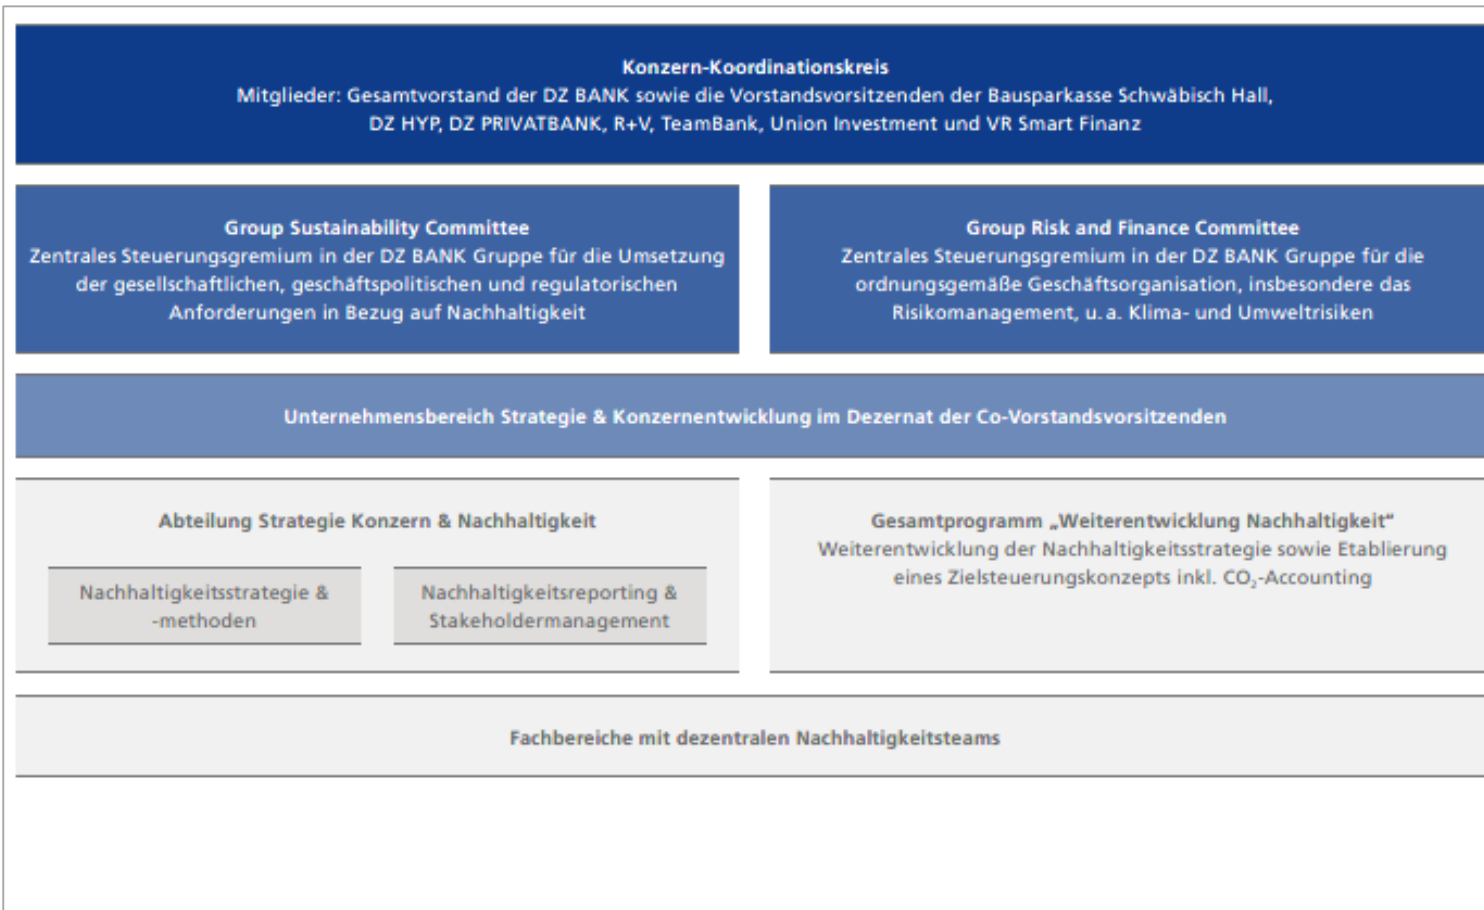 Konzern-Koordinationskreis
Mitglieder: Gesamtvorstand der DZ BANK sowie die Vorstandsvorsitzenden der Bausparkasse Schwäbisch Hall,
DZ HYP, DZ PRIVATBANK, R+V, TeamBank, Union Investment und VR Smart Finanz
Group Sustainability Committee
Zentrales Steuerungsgremium in der DZ BANK Gruppe für die Umsetzung
der gesellschaftlichen, geschäftspolitischen und regulatorischen
Anforderungen in Bezug auf Nachhaltigkeit
Group Risk and Finance Committee
Zentrales Steuerungsgremium in der DZ BANK Gruppe für die
ordnungsgemäße Geschäftsorganisation, insbesondere das
Risikomanagement, u. a. Klima- und Umweltrisiken
Unternehmensbereich Strategie & Konzernentwicklung im Dezernat der Co-Vorstandsvorsitzenden
Abteilung Strategie Konzern & Nachhaltigkeit
Nachhaltigkeitsstrategie &
-methoden
Nachhaltigkeitsreporting &
Stakeholdermanagement
Gesamtprogramm „Weiterentwicklung Nachhaltigkeit“
Weiterentwicklung der Nachhaltigkeitsstrategie sowie Etablierung
eines Zielsteuerungskonzepts inkl. CO₂-Accounting
Fachbereiche mit dezentralen Nachhaltigkeitsteams